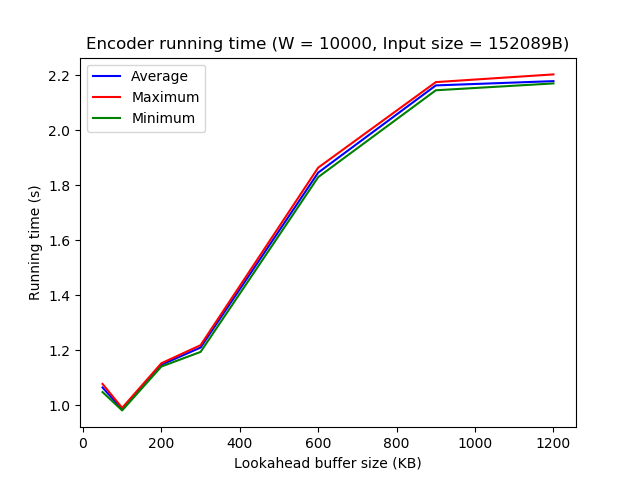 Encoder running time (W = 10000, Input size = 152089B)
Average
Maximum
Minimum
2.2
2.0
1.8
1.6
1.4
1.2
1.0
Running time (s)
0 200 400 600 800 1000 1200
Lookahead buffer size (KB)